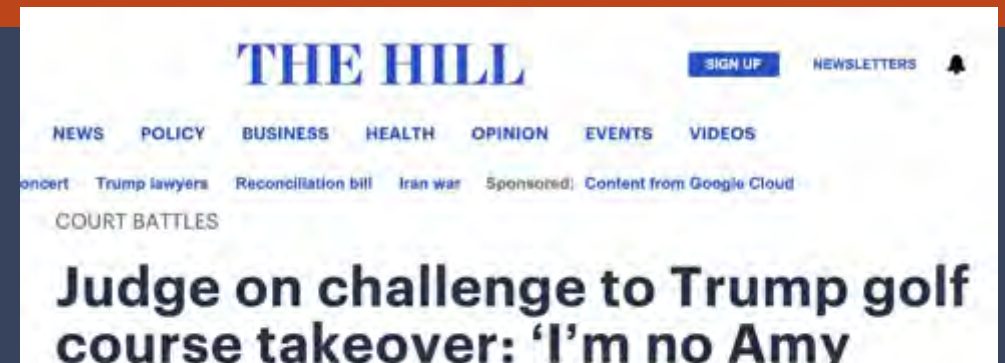 THE HILL
SIGN UP
NEWSLETTERS
NEWS POLICY BUSINESS HEALTH OPINION EVENTS VIDEOS
oncert Trump lawyers Reconciliation bill Iran war Sponsored: Content from Google Cloud
COURT BATTLES
Judge on challenge to Trump golf
course takeover: ‘I’m no Amy